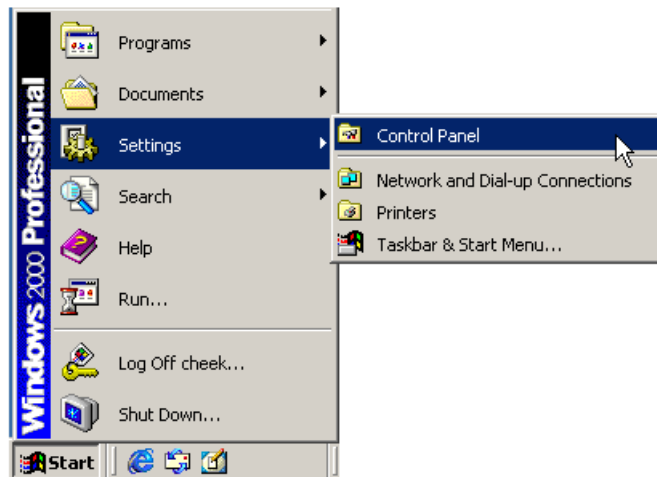 Windows 2000 Professional
Programs
Documents
Settings
Search
Help
Run...
Log Off cheek...
Shut Down...
Control Panel
Network and Dial-up Connections
Printers
Taskbar & Start Menu...
Start